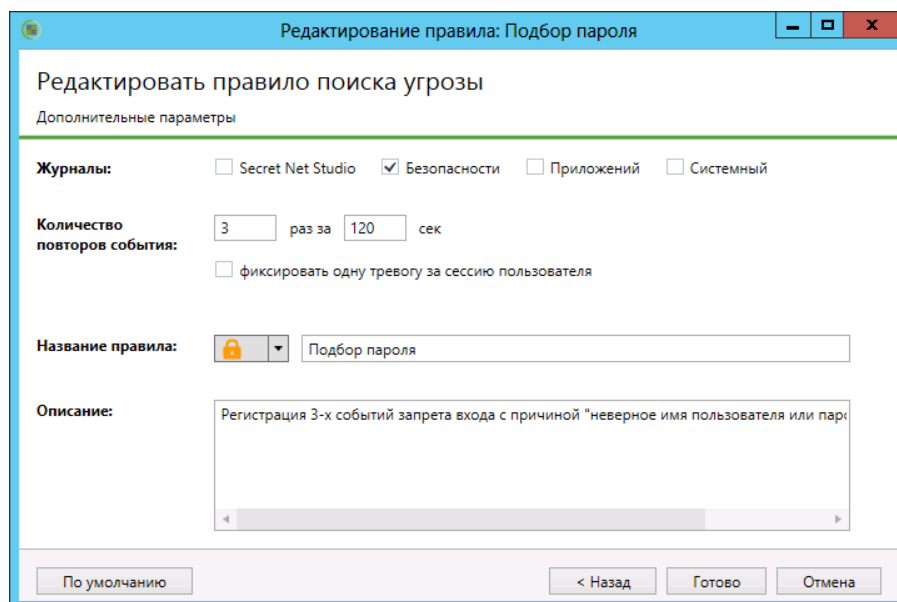 Редактирование правила: Подбор пароля
Редактировать правило поиска угрозы
Дополнительные параметры
Журналы: Secret Net Studio Безопасности Приложений Системный
Количество
повторов события:
3 раз за 120 сек
фиксировать одну тревогу за сессию пользователя
Название правила: Подбор пароля
Описание:
Регистрация 3-х событий запрета входа с причиной "неверное имя пользователя или
По умолчанию < Назад Готово Отмена